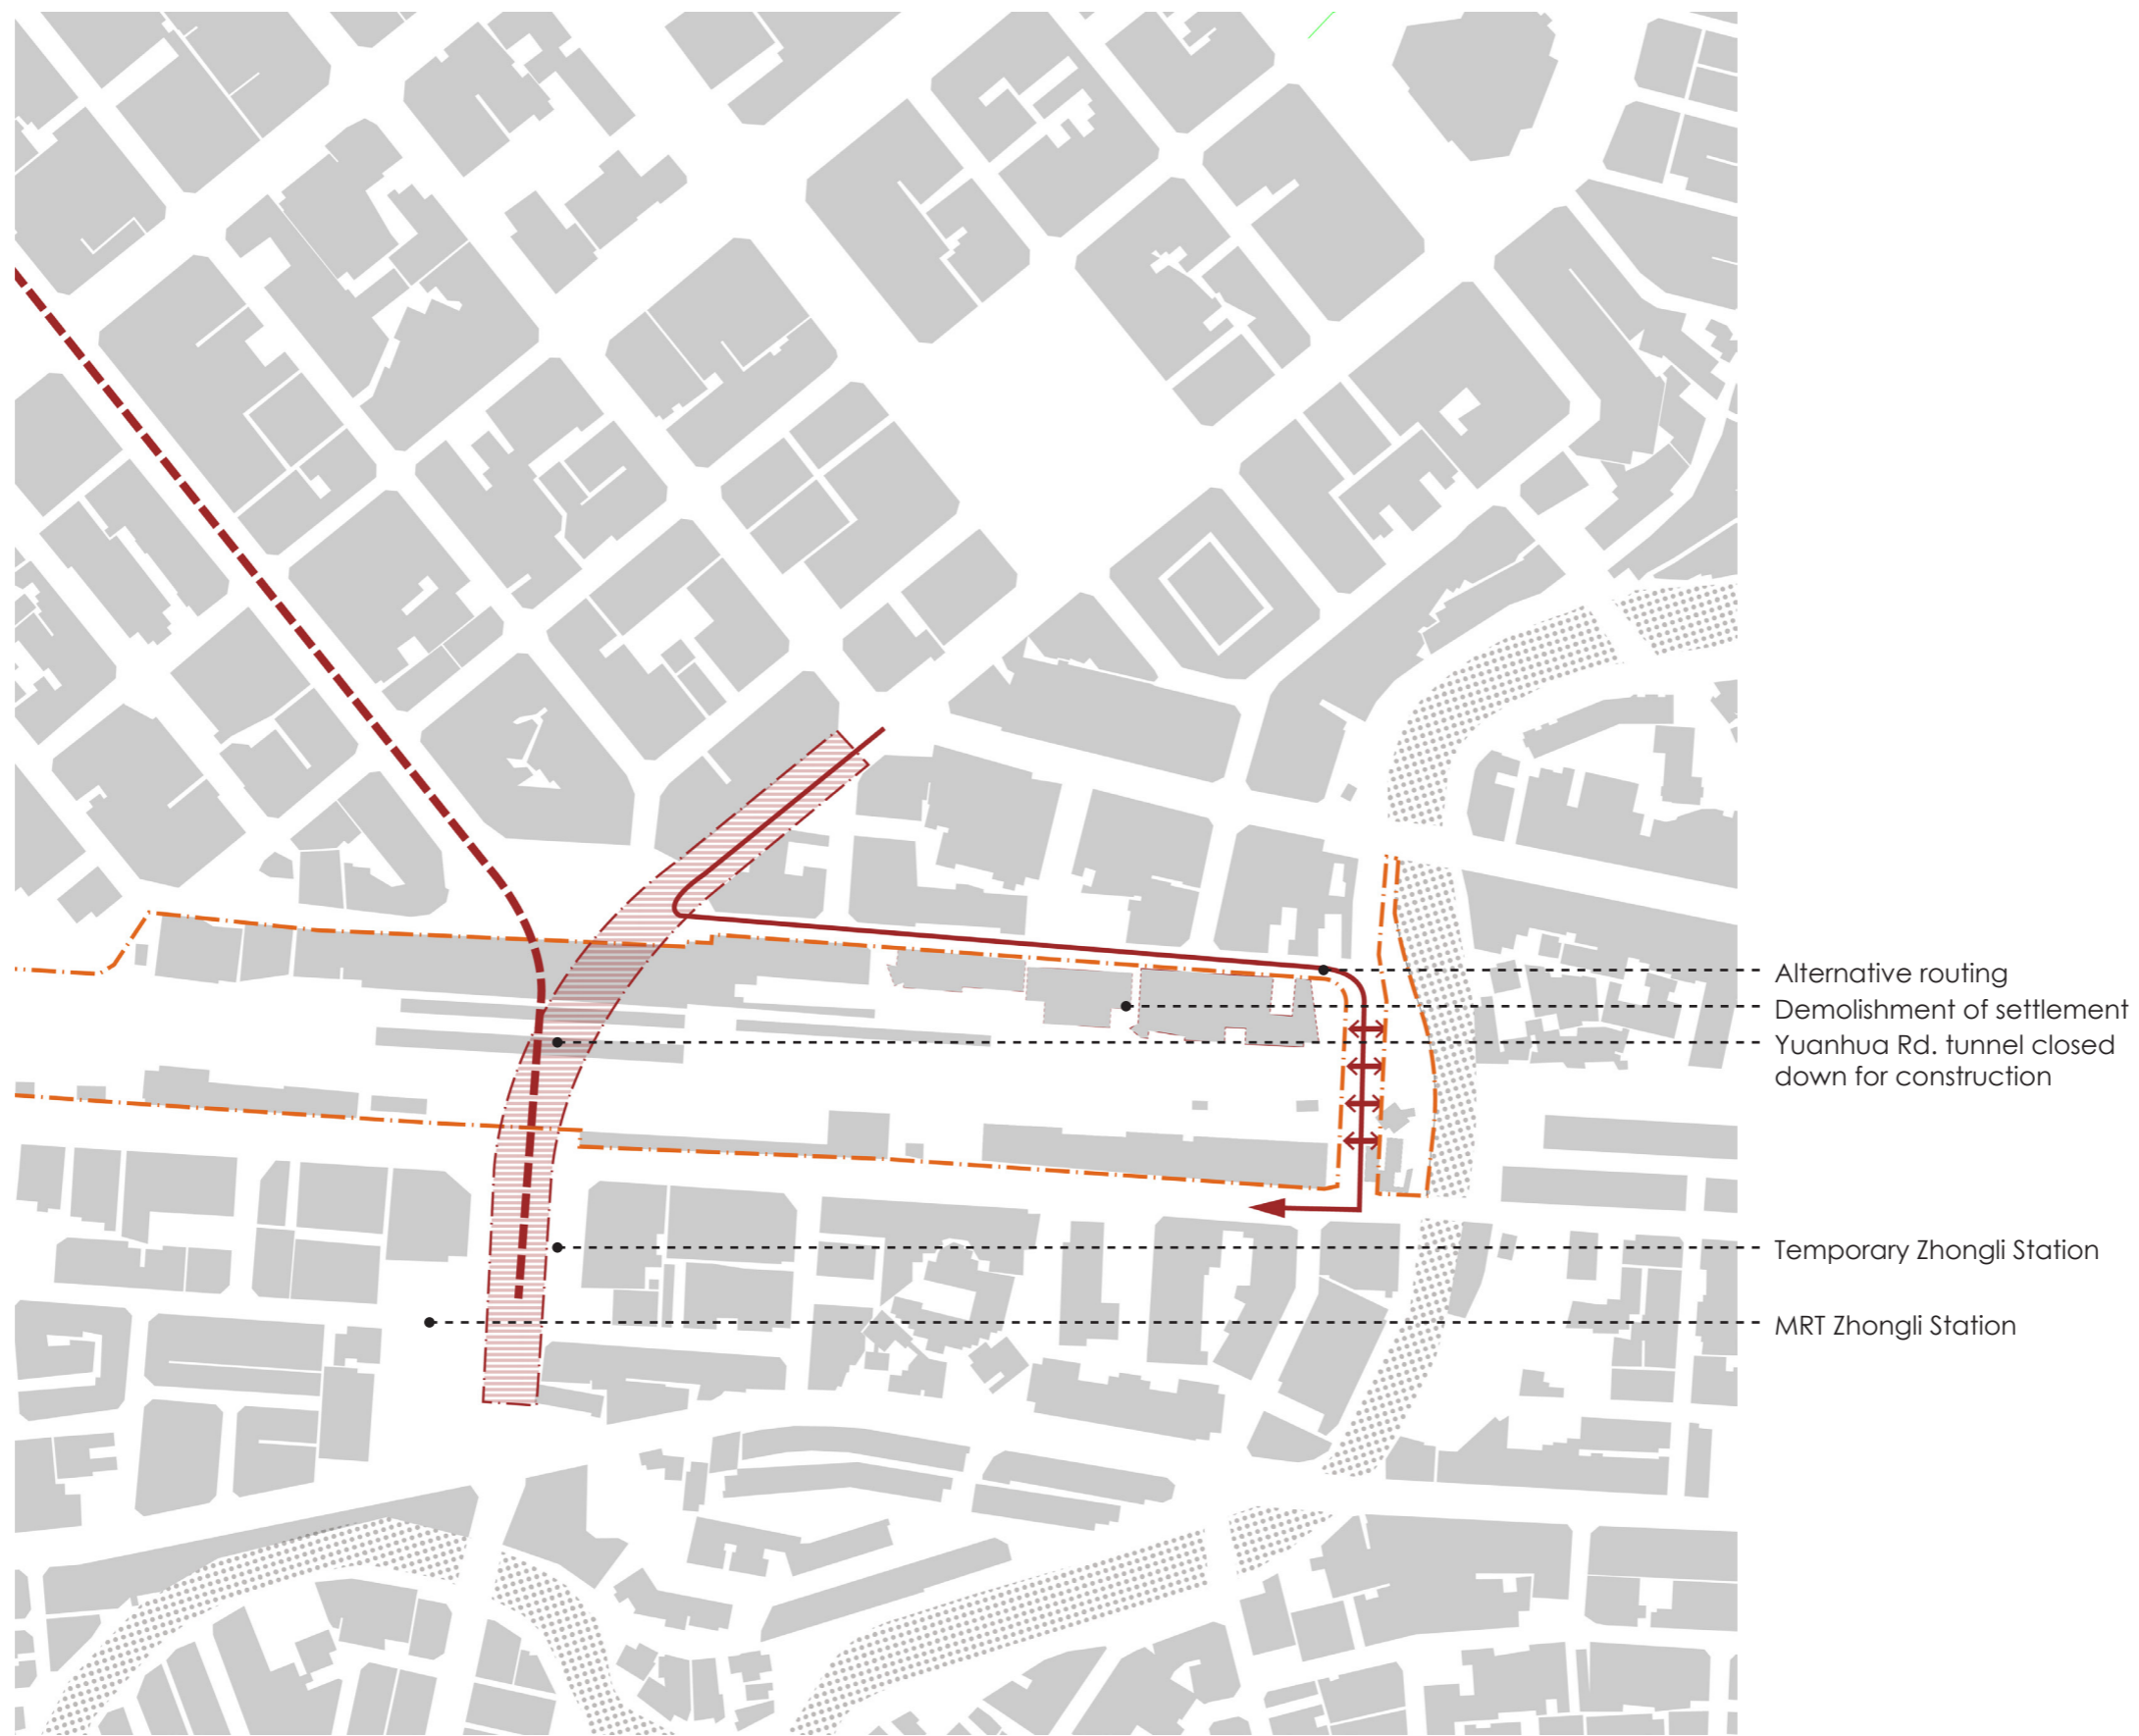 Alternative routing
Demolishment of settlement
Yuanhua Rd. tunnel closed
down for construction
Temporary Zhongli Station
MRT Zhongli Station